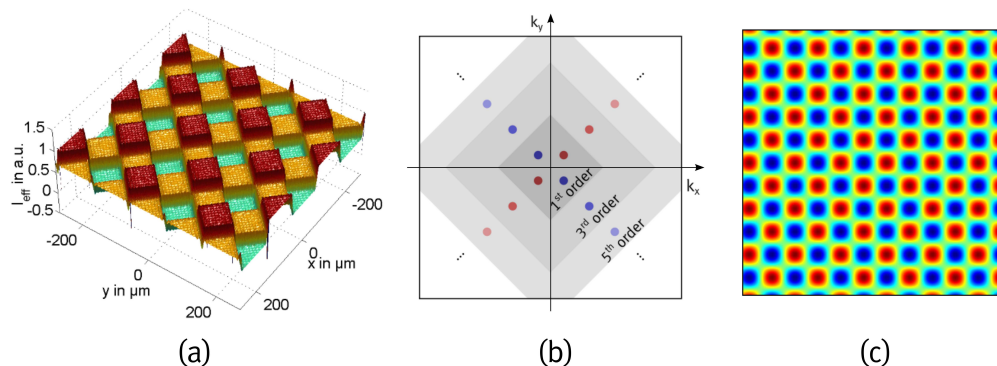 I_eff in a.u.
1.5
1
0.5
0
-0.5
-200
0
200
y in µm
-200
0
200
x in µm
(a)
k_y
k_x
1st order
3rd order
5th order
(b)
(c)